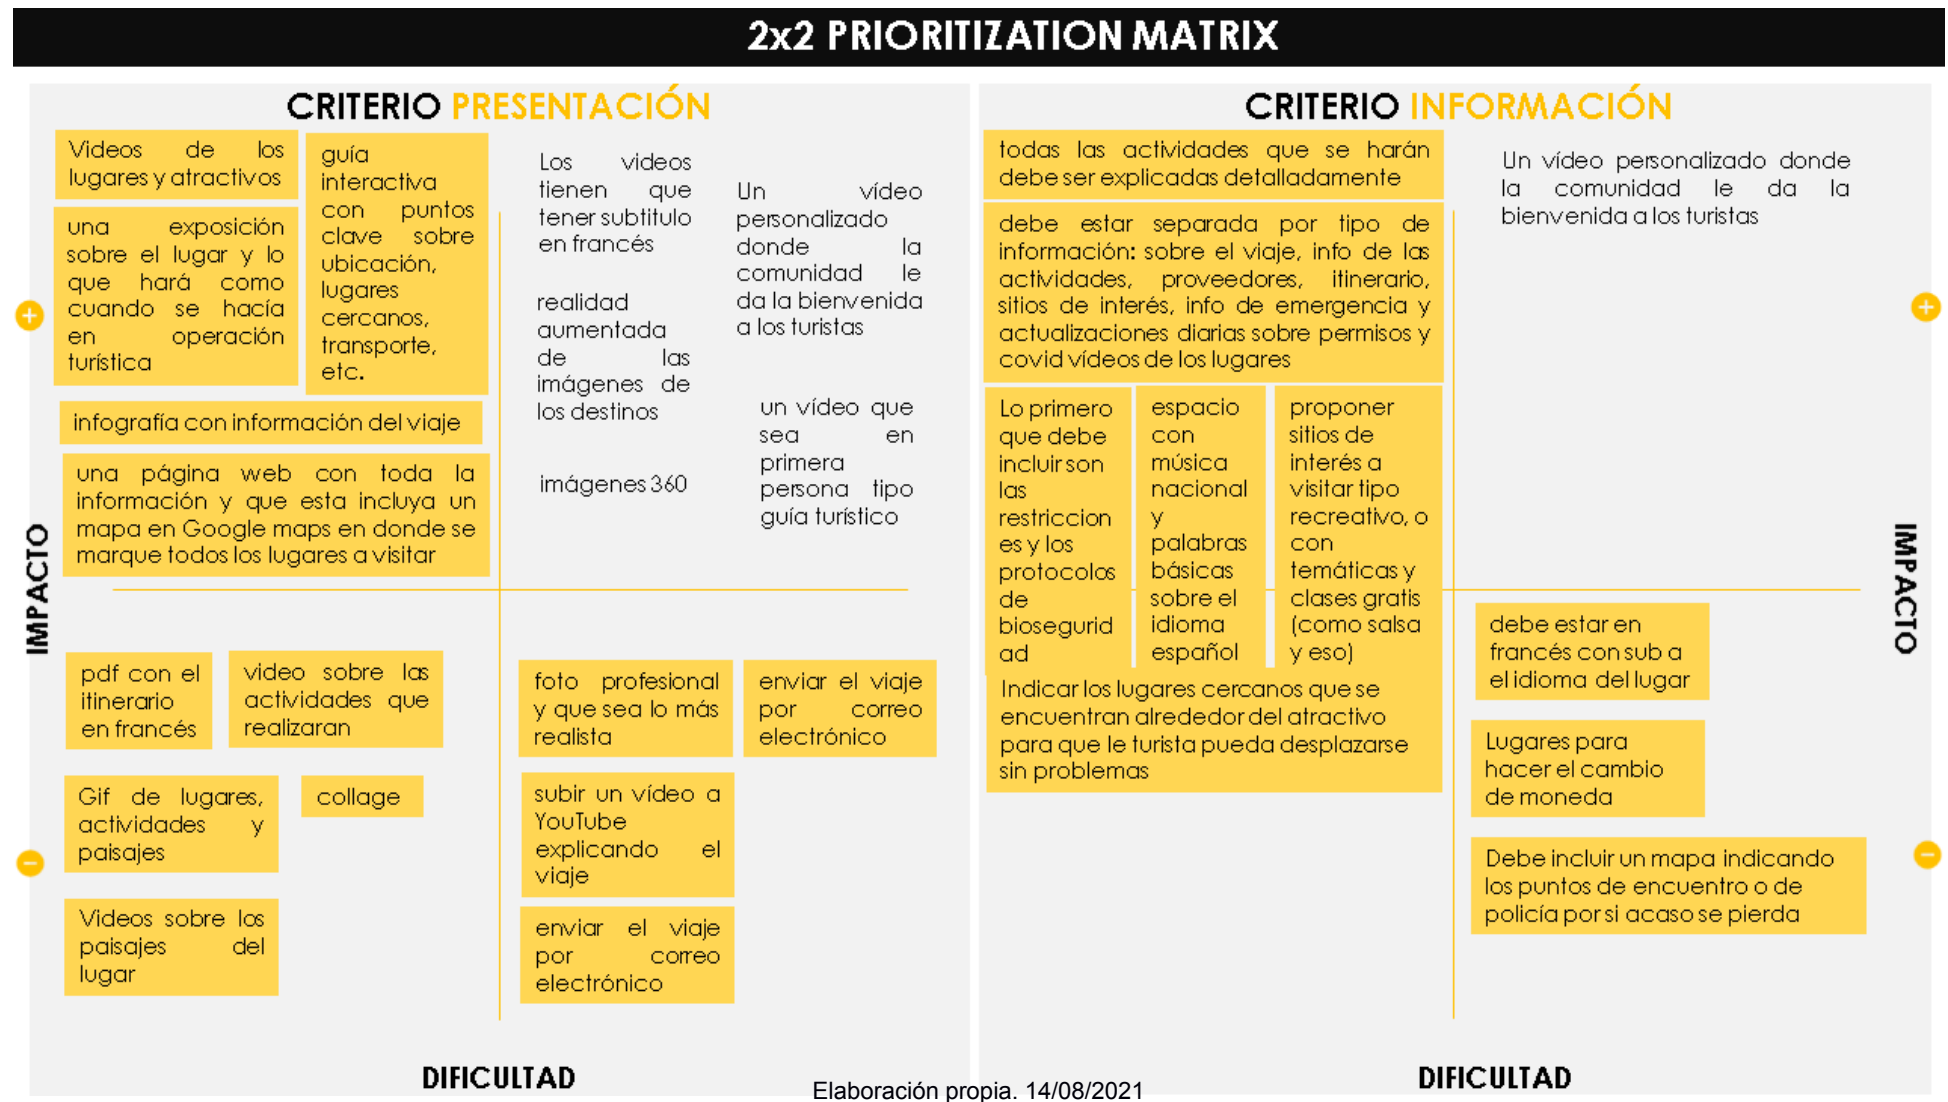 2x2 PRIORITIZATION MATRIX
CRITERIO PRESENTACIÓN
Videos de los
lugares y atractivos
una exposición
sobre el lugar y lo
que hará como
cuando se hacía
en operación
turística
guía
interactiva
con puntos
clave sobre
ubicación,
lugares
cercanos,
transporte,
etc.
infografía con información del viaje
una página web con toda la
información y que esta incluya un
mapa en Google maps en donde se
marque todos los lugares a visitar
Los videos
tienen que
tener subtitulo
en francés
realidad
aumentada
de las
imágenes de
los destinos
imágenes 360
Un vídeo
personalizado
donde la
comunidad le
da la bienvenida
a los turistas
un vídeo que
sea en
primera
persona tipo
guía turístico
IMPACTO
pdf con el
itinerario
en francés
video sobre las
actividades que
realizaran
Gif de lugares,
actividades y
paisajes
collage
Videos sobre los
paisajes del
lugar
foto profesional
y que sea lo más
realista
enviar el viaje
por correo
electrónico
subir un vídeo a
YouTube
explicando el
viaje
enviar el viaje
por correo
electrónico
DIFICULTAD
CRITERIO INFORMACIÓN
todas las actividades que se harán
debe ser explicadas detalladamente
debe estar separada por tipo de
información: sobre el viaje, info de las
actividades, proveedores, itinerario,
sitios de interés, info de emergencia y
actualizaciones diarias sobre permisos y
covid vídeos de los lugares
Lo primero
que debe
incluir son
las
restriccion
es y los
protocolos
de
biosegurid
ad
espacio
con
música
nacional
y
palabras
básicas
sobre el
idioma
español
proponer
sitios de
interés a
visitar tipo
recreativo, o
con
temáticas y
clases gratis
(como salsa
y eso)
Indicar los lugares cercanos que se
encuentran alrededor del atractivo
para que le turista pueda desplazarse
sin problemas
Un vídeo personalizado donde
la comunidad le da la
bienvenida a los turistas
debe estar en
francés con sub a
el idioma del lugar
Lugares para
hacer el cambio
de moneda
Debe incluir un mapa indicando
los puntos de encuentro o de
policía por si acaso se pierda
IMPACTO
DIFICULTAD
Elaboración propia. 14/08/2021